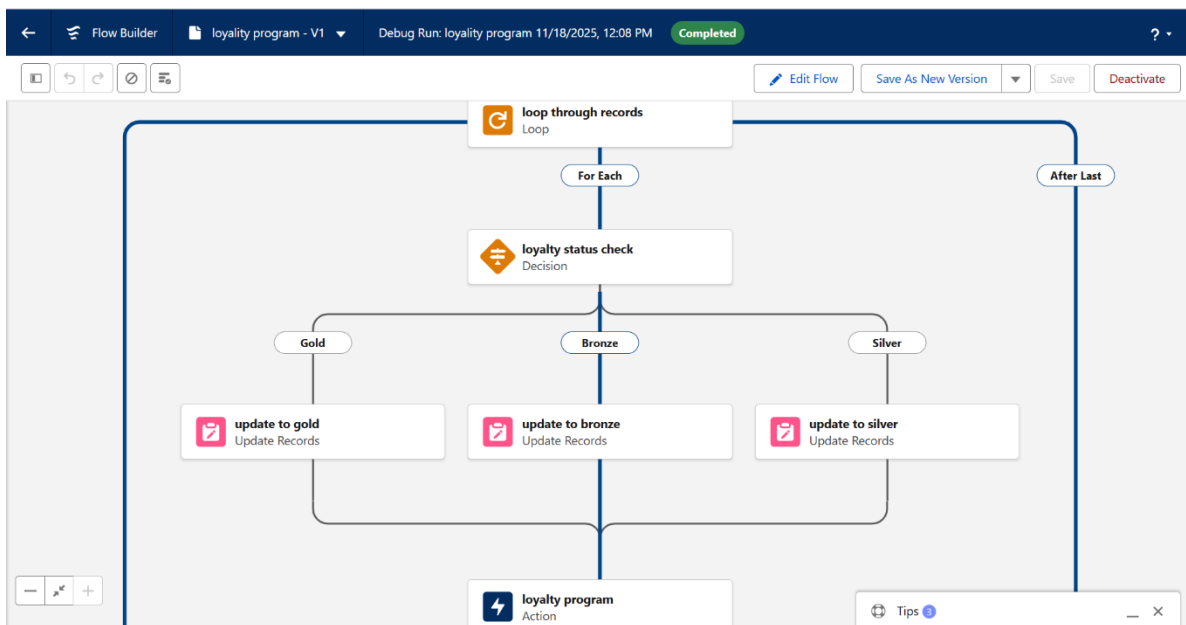 Flow Builder
loyality program - V1
Debug Run: loyality program 11/18/2025, 12:08 PM
Completed
?
Edit Flow
Save As New Version
Save
Deactivate
loop through records
Loop
For Each
After Last
loyalty status check
Decision
Gold
Bronze
Silver
update to gold
Update Records
update to bronze
Update Records
update to silver
Update Records
loyalty program
Action
Tips 3